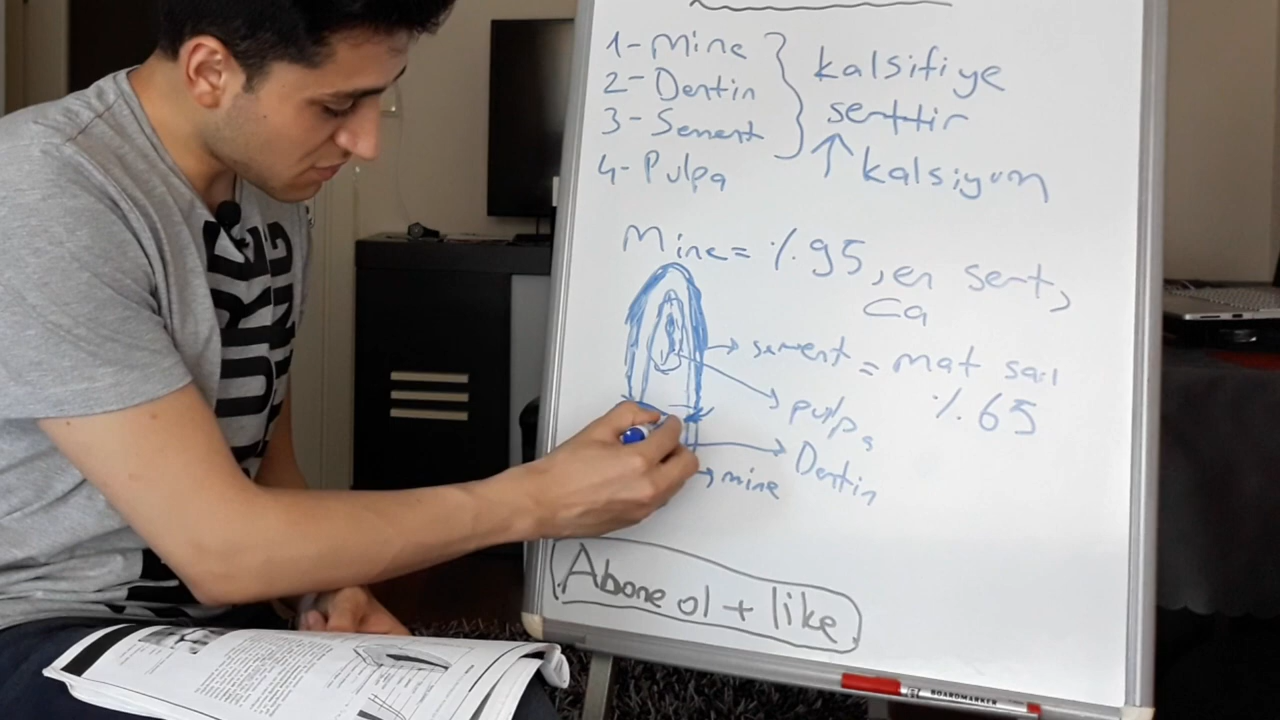 1- Mine
2- Dentin
3- Sement
4- Pulpa
kalsifiye
serttir
kalsiyum
Mine = %95, en sert,
Ca
sement = mat sarı
%65
pulpa
Dentin
mine
Abone ol + like
BOARDMARKER